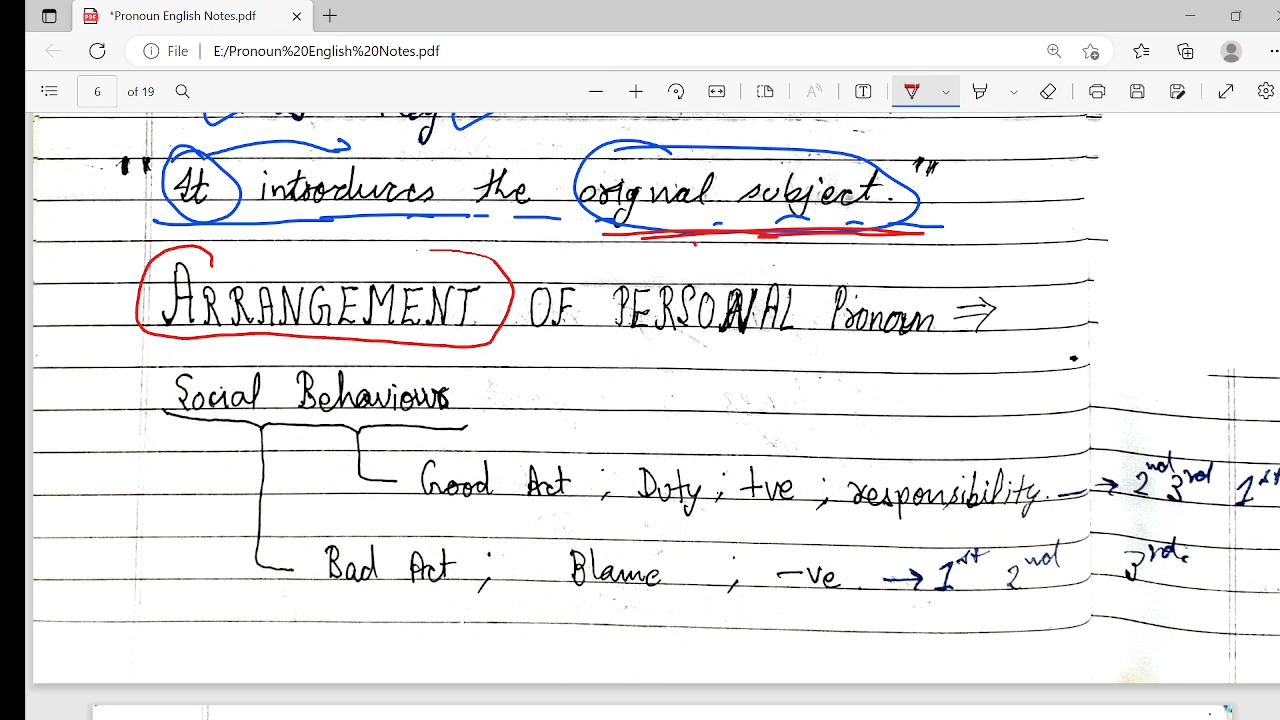 *Pronoun English Notes.pdf
File | E:/Pronoun%20English%20Notes.pdf
6 of 19
"It introduces the orignal subject."
ARRANGEMENT OF PERSONAL Pronoun ⇒
Social Behaviour
Good Act ; Duty ; +ve ; responsibility. → 2nd 3rd 1st
Bad Act ; Blame ; -ve → 1st 2nd 3rd.